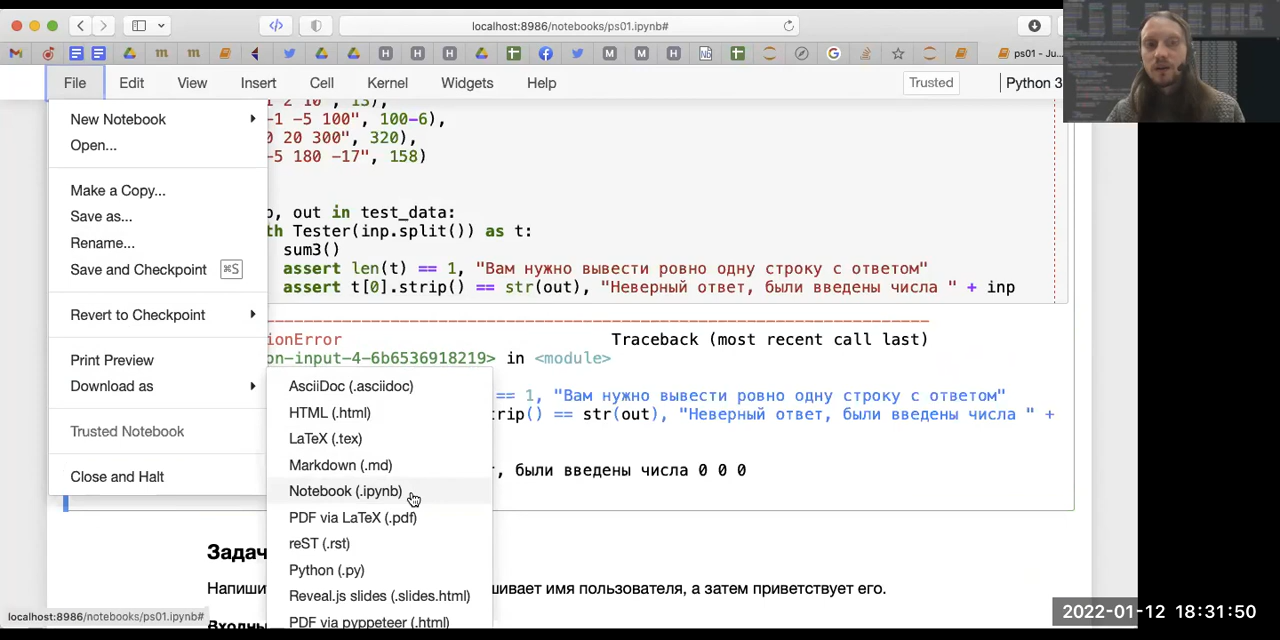 localhost:8986/notebooks/ps01.ipynb#
ps01 - Ju...
File Edit View Insert Cell Kernel Widgets Help Trusted Python 3
New Notebook
Open...
Make a Copy...
Save as...
Rename...
Save and Checkpoint ⌘S
Revert to Checkpoint
Print Preview
Download as
Trusted Notebook
Close and Halt
AsciiDoc (.asciidoc)
HTML (.html)
LaTeX (.tex)
Markdown (.md)
Notebook (.ipynb)
PDF via LaTeX (.pdf)
reST (.rst)
Python (.py)
Reveal.js slides (.slides.html)
PDF via pyppeteer (.html)
1 2 10", 13),
-1 -5 100", 100-6),
0 20 300", 320),
-5 180 -17", 158)
p, out in test_data:
th Tester(inp.split()) as t:
sum3()
assert len(t) == 1, "Вам нужно вывести ровно одну строку с ответом"
assert t[0].strip() == str(out), "Неверный ответ, были введены числа " + inp
ionError Traceback (most recent call last)
on-input-4-6b6536918219> in <module>
== 1, "Вам нужно вывести ровно одну строку с ответом"
rip() == str(out), "Неверный ответ, были введены числа " +
, были введены числа 0 0 0
Задач
Напиши шивает имя пользователя, а затем приветствует его.
Входны
localhost:8986/notebooks/ps01.ipynb#
2022-01-12 18:31:50